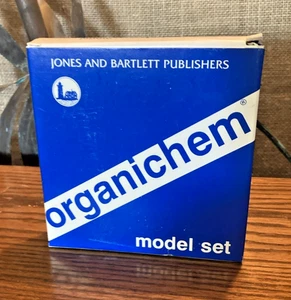 JONES AND BARTLETT PUBLISHERS
organichem®
model set